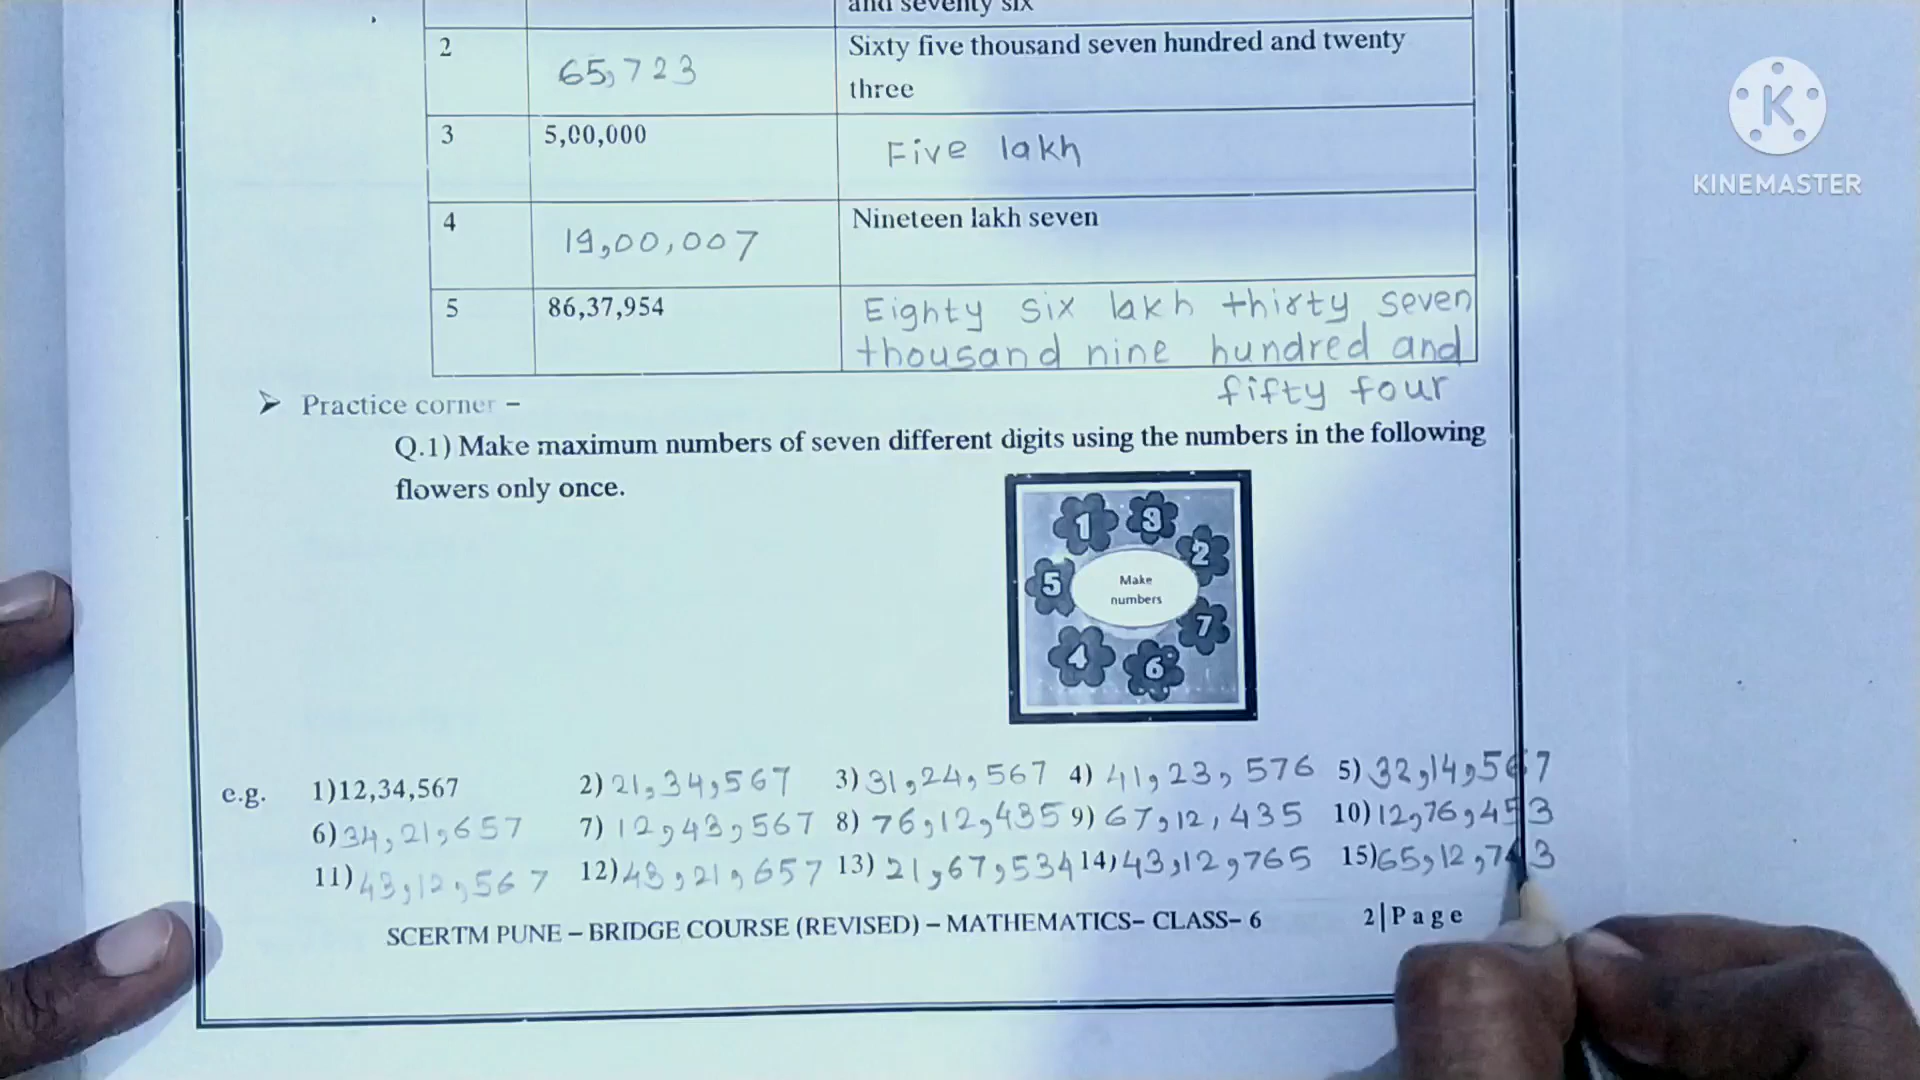 and seventy six
2 65,723 Sixty five thousand seven hundred and twenty
three
3 5,00,000 Five lakh
4 19,00,007 Nineteen lakh seven
5 86,37,954 Eighty six lakh thirty seven
thousand nine hundred and
fifty four
➤ Practice corner –
Q.1) Make maximum numbers of seven different digits using the numbers in the following
flowers only once.
1 3
2
5 Make
numbers
7
4 6
e.g. 1)12,34,567 2) 21,34,567 3) 31,24,567 4) 41,23,576 5) 32,14,567
6) 34,21,657 7) 12,43,567 8) 76,12,435 9) 67,12,435 10) 12,76,453
11) 43,12,567 12) 43,21,657 13) 21,67,534 14) 43,12,765 15) 65,12,743
SCERTM PUNE – BRIDGE COURSE (REVISED) – MATHEMATICS– CLASS– 6 2|Page
K
KINEMASTER